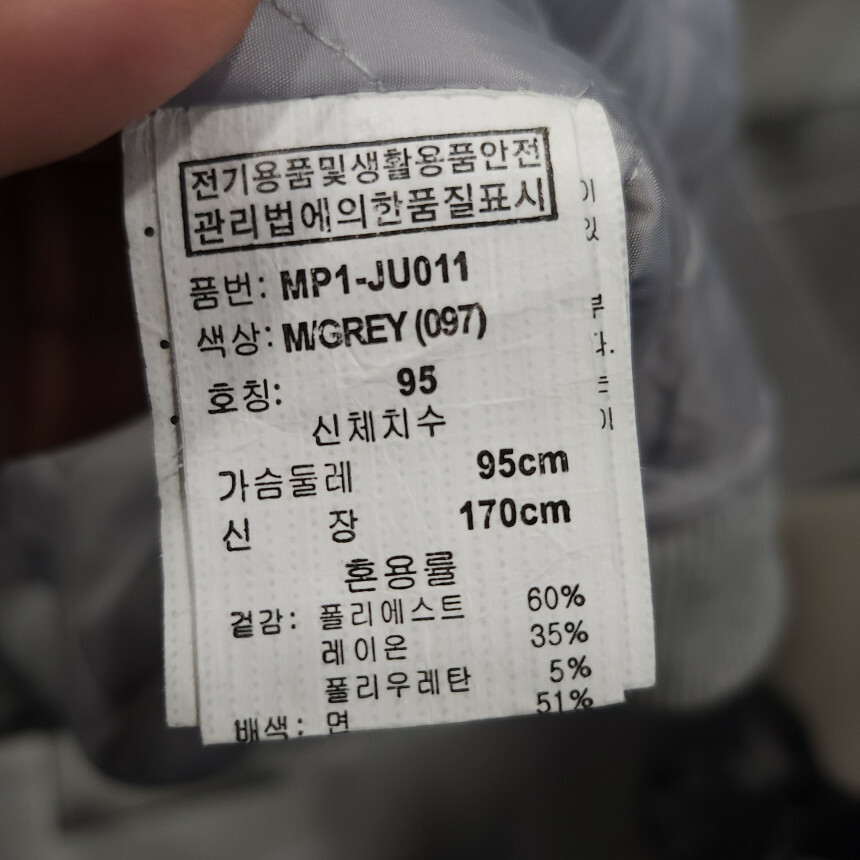 전기용품및생활용품안전
관리법에의한품질표시
품번: MP1-JU011
색상: M/GREY (097)
호칭: 95
신체치수
가슴둘레 95cm
신 장 170cm
혼용률
겉감: 폴리에스트 60%
레이온 35%
폴리우레탄 5%
배색: 면 51%